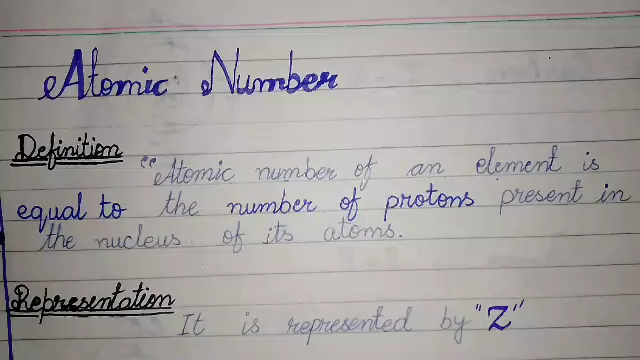 Atomic Number
Definition
"Atomic number of an element is
equal to the number of protons present in
the nucleus of its atoms.
Representation
It is represented by "Z"